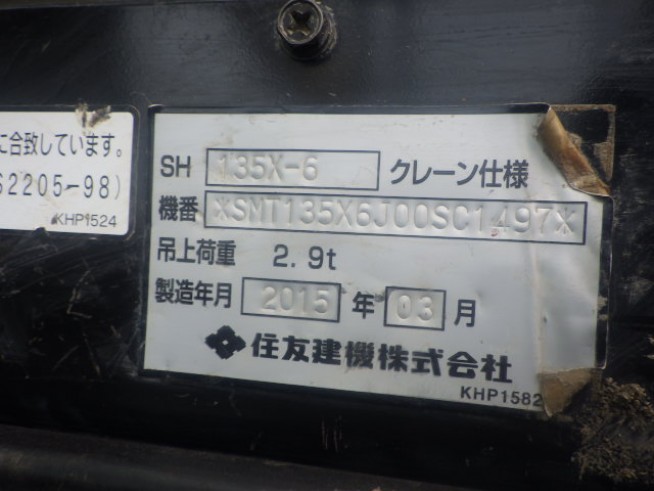 に合致しています。
S2205-98)
KHP1524
SH 135X-6 クレーン仕様
機番 *SMT135X6J00SC1497*
吊上荷重 2.9t
製造年月 2015 年 03 月
住友建機株式会社
KHP1582